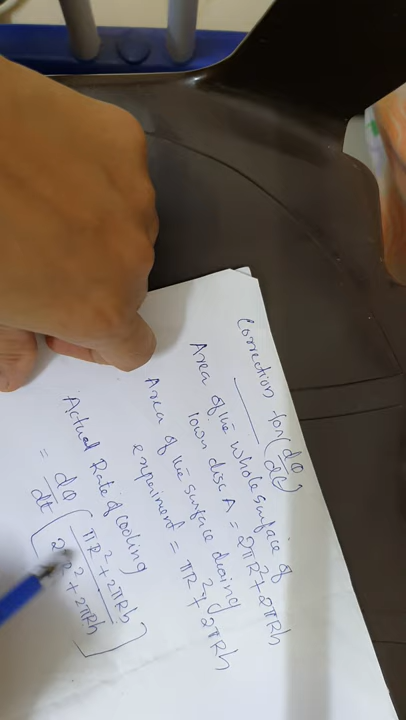 Correction for (dθ/dt)
Area of the whole surface of
lown disc A = 2πR² + 2πRh
Area of the surface during
experiment = πR² + 2πRh
Actual Rate of cooling
= dθ/dt [πR² + 2πRh / 2πR² + 2πRh]